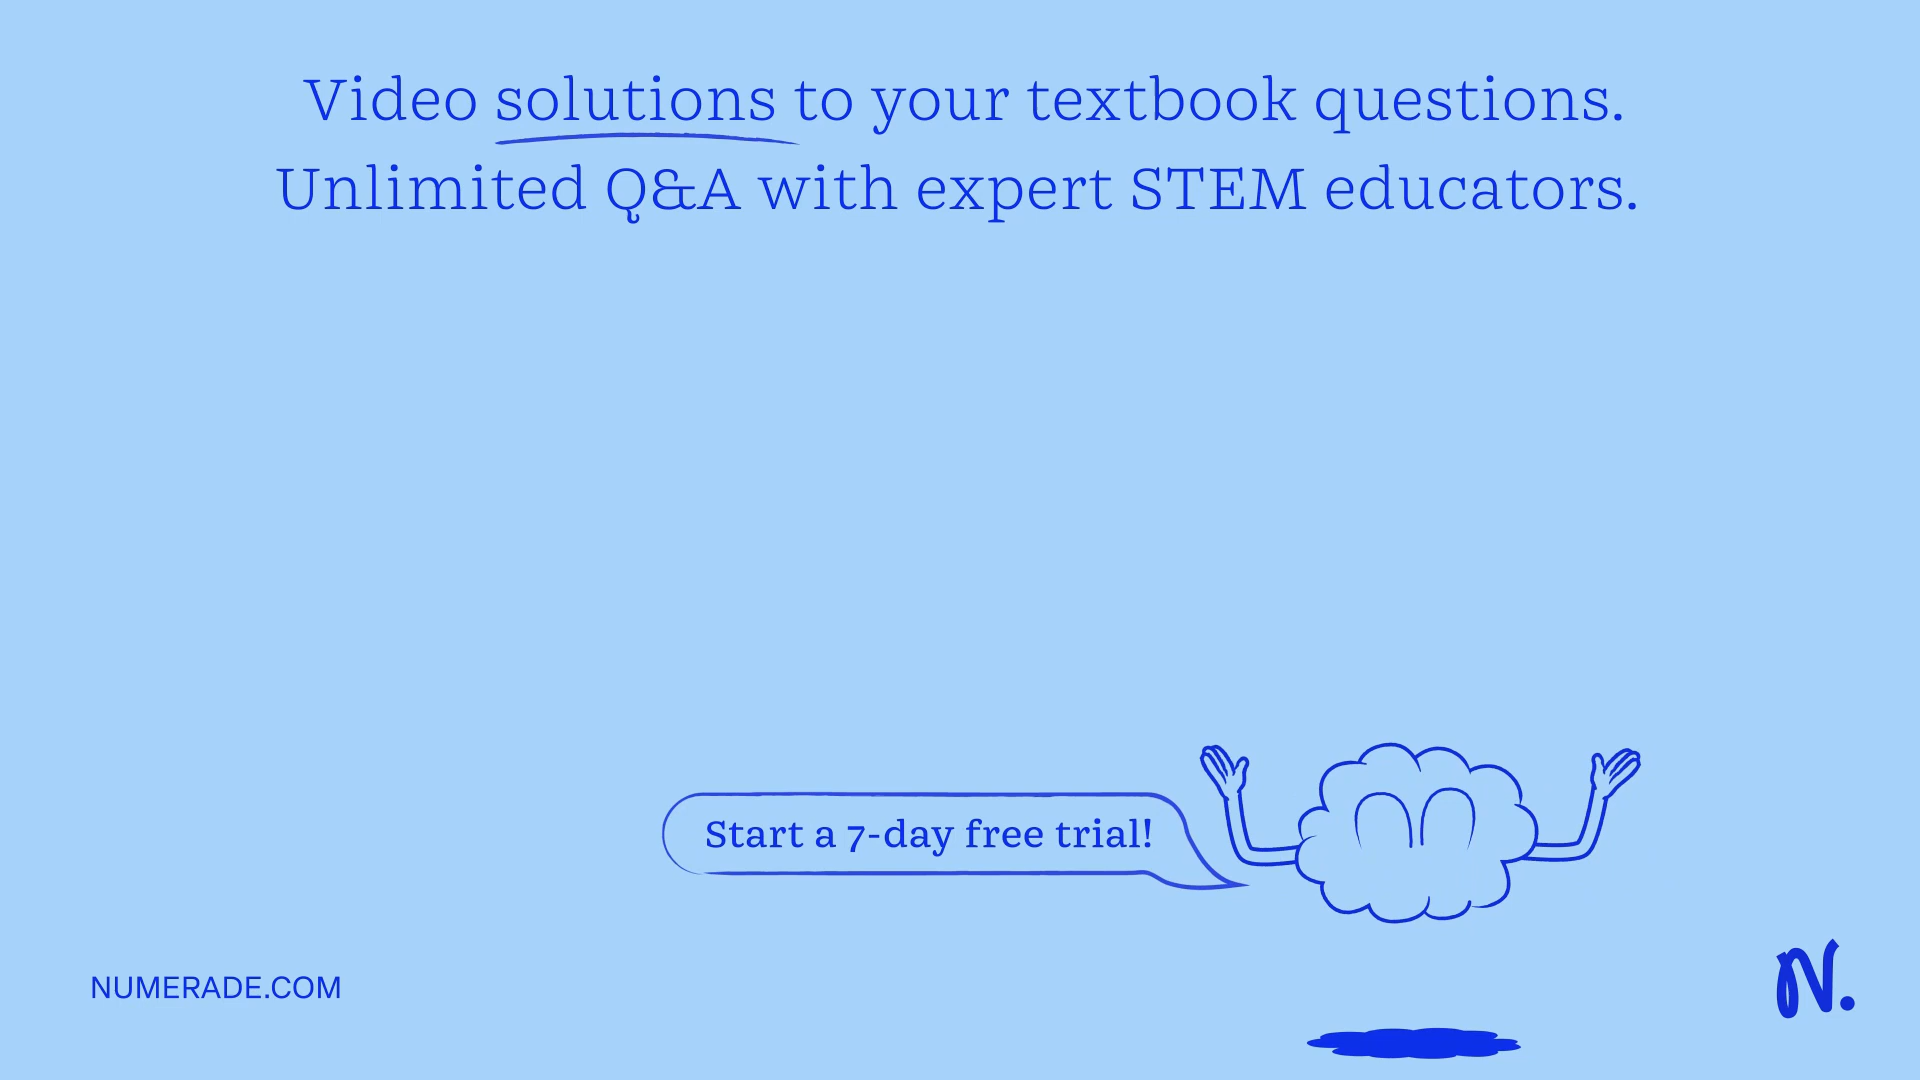 Video solutions to your textbook questions.
Unlimited Q&A with expert STEM educators.
Start a 7-day free trial!
NUMERADE.COM
N.